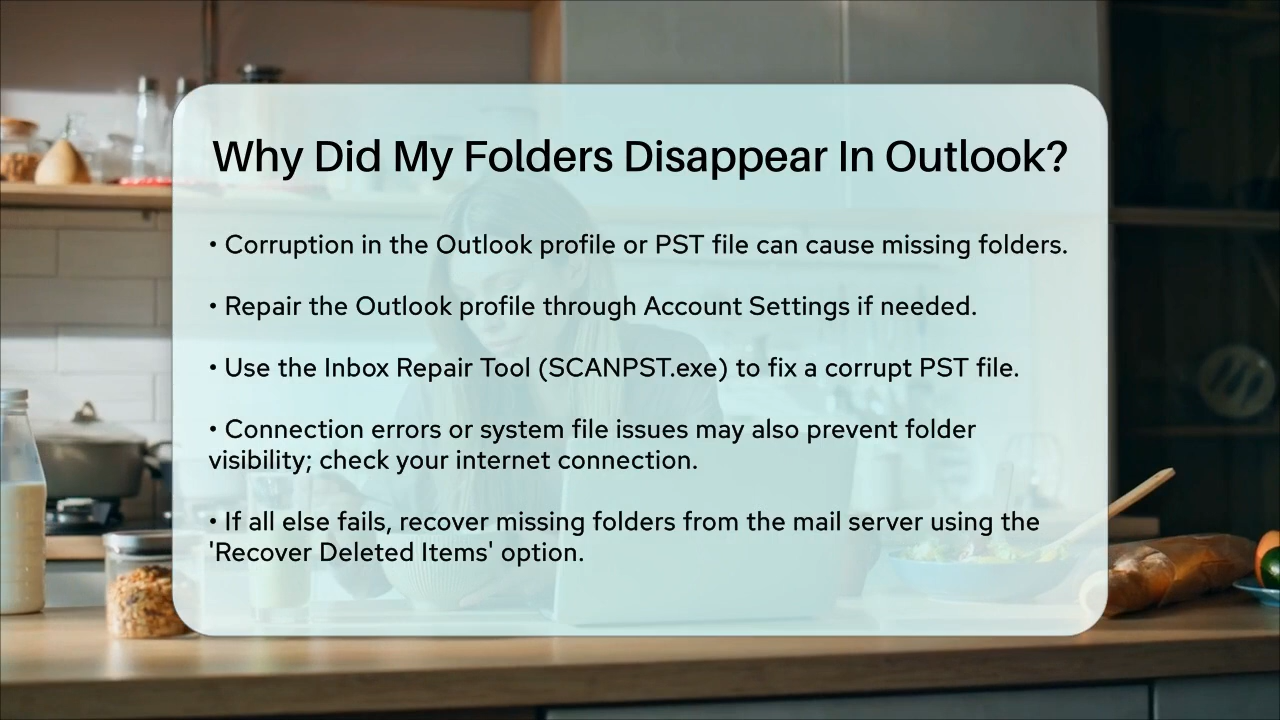 Why Did My Folders Disappear In Outlook?
• Corruption in the Outlook profile or PST file can cause missing folders.
• Repair the Outlook profile through Account Settings if needed.
• Use the Inbox Repair Tool (SCANPST.exe) to fix a corrupt PST file.
• Connection errors or system file issues may also prevent folder
visibility; check your internet connection.
• If all else fails, recover missing folders from the mail server using the
'Recover Deleted Items' option.